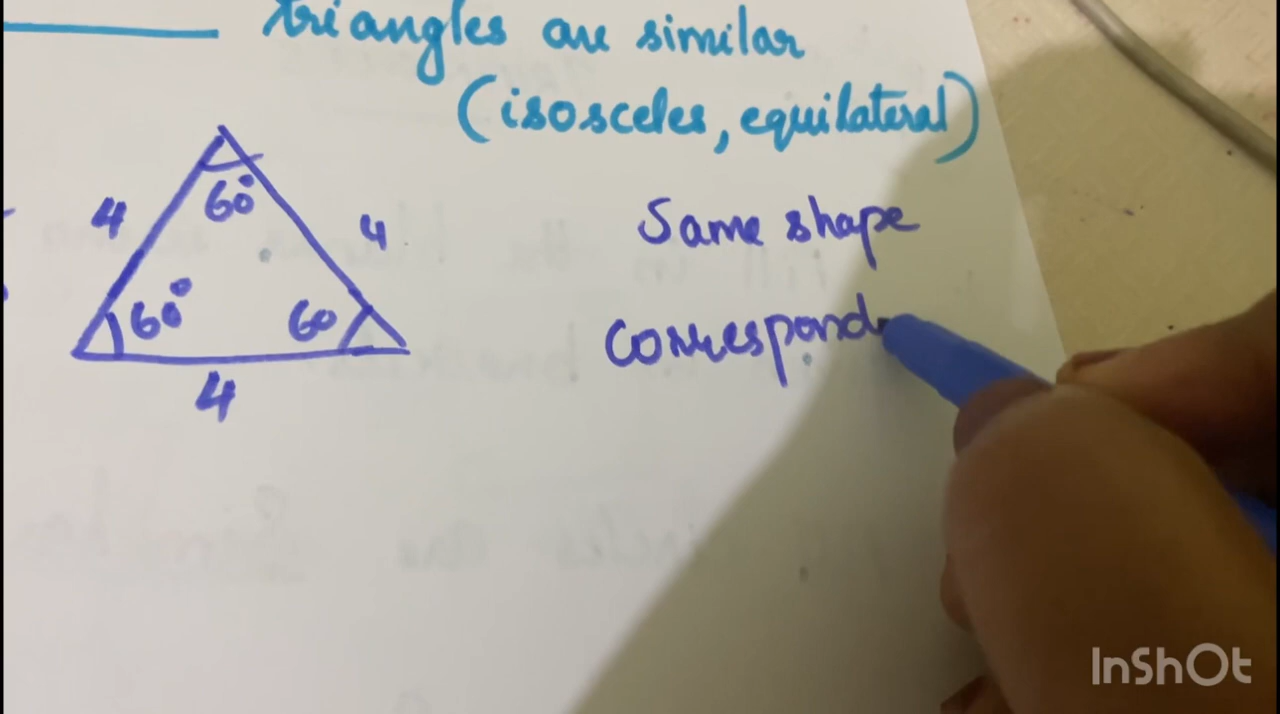 triangles are similar
(isosceles, equilateral)
60°
4
4
60°
60
4
Same shape
Correspond
InShOt